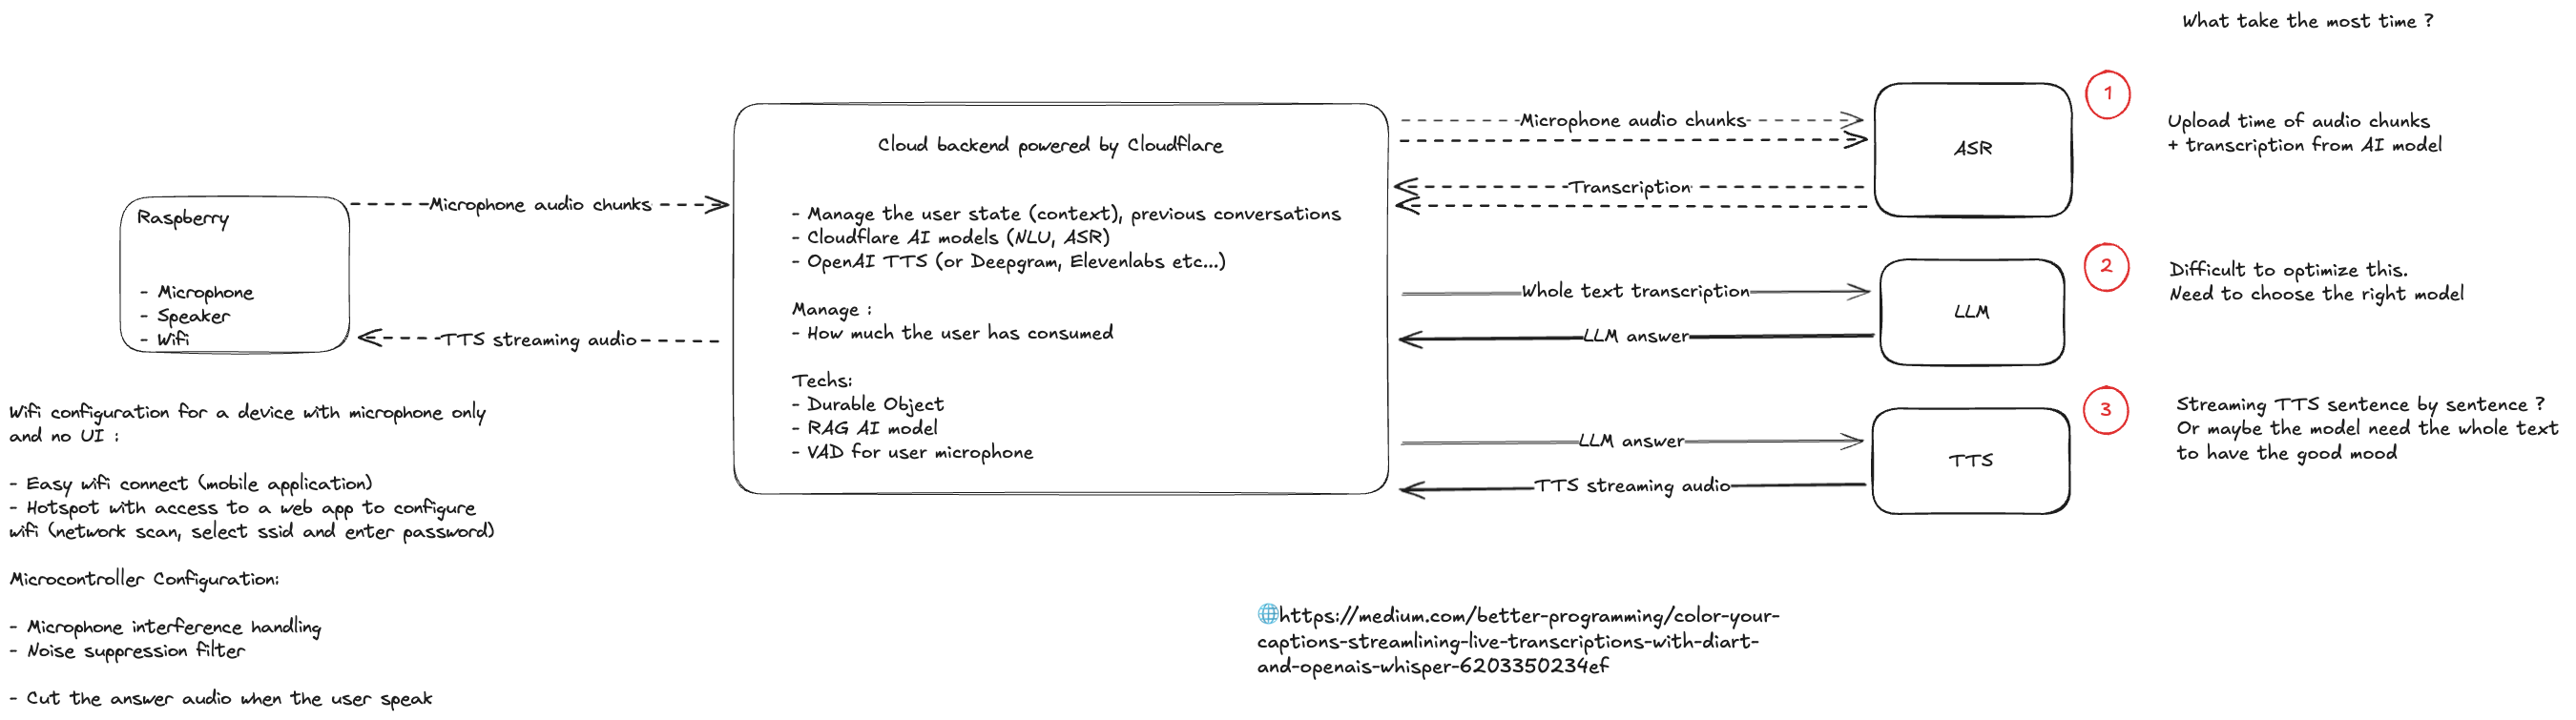 What take the most time ?
1
Microphone audio chunks
Upload time of audio chunks
+ transcription from AI model
Cloud backend powered by Cloudflare
ASR
Transcription
Microphone audio chunks
Raspberry
- Manage the user state (context), previous conversations
- Cloudflare AI models (NLU, ASR)
- OpenAI TTS (or Deepgram, Elevenlabs etc...)
2
Difficult to optimize this.
Need to choose the right model
- Microphone
- Speaker
- Wifi
Whole text transcription
LLM
Manage :
- How much the user has consumed
LLM answer
TTS streaming audio
Techs:
- Durable Object
- RAG AI model
- VAD for user microphone
3
Streaming TTS sentence by sentence ?
Or maybe the model need the whole text
to have the good mood
LLM answer
TTS
TTS streaming audio
Wifi configuration for a device with microphone only
and no UI :
- Easy wifi connect (mobile application)
- Hotspot with access to a web app to configure
wifi (network scan, select ssid and enter password)
Microcontroller Configuration:
- Microphone interference handling
- Noise suppression filter
- Cut the answer audio when the user speak
🌐https://medium.com/better-programming/color-your-
captions-streamlining-live-transcriptions-with-diart-
and-openais-whisper-6203350234ef